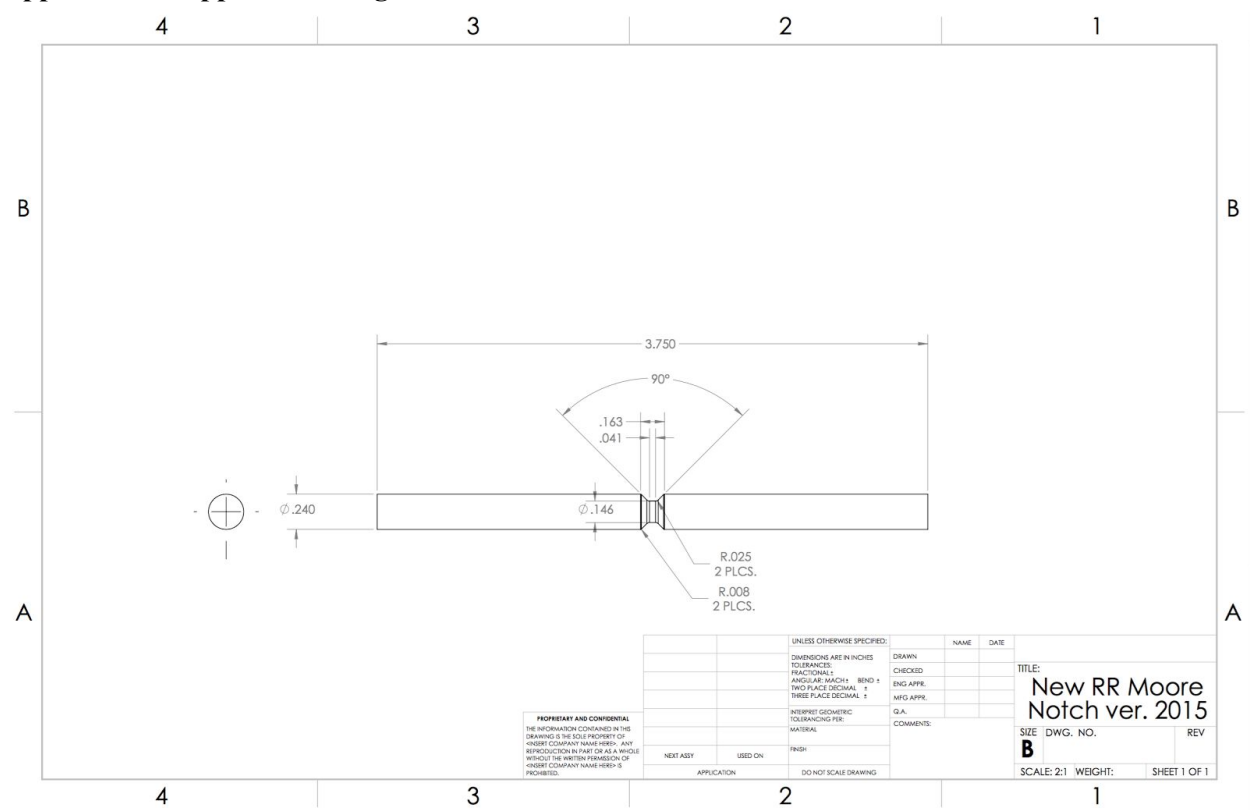 4 3 2 1
B B
3.750
90°
.163
.041
∅.240
∅.146
R.025
2 PLCS.
R.008
2 PLCS.
A A
UNLESS OTHERWISE SPECIFIED:
DIMENSIONS ARE IN INCHES
TOLERANCES:
FRACTIONAL±
ANGULAR: MACH± BEND ±
TWO PLACE DECIMAL ±
THREE PLACE DECIMAL ±
INTERPRET GEOMETRIC
TOLERANCING PER:
MATERIAL
FINISH
DO NOT SCALE DRAWING
NAME DATE
DRAWN
CHECKED
ENG APPR.
MFG APPR.
Q.A.
COMMENTS:
TITLE:
New RR Moore
Notch ver. 2015
SIZE DWG. NO. REV
B
SCALE: 2:1 WEIGHT: SHEET 1 OF 1
PROPRIETARY AND CONFIDENTIAL
THE INFORMATION CONTAINED IN THIS
DRAWING IS THE SOLE PROPERTY OF
<INSERT COMPANY NAME HERE>. ANY
REPRODUCTION IN PART OR AS A WHOLE
WITHOUT THE WRITTEN PERMISSION OF
<INSERT COMPANY NAME HERE> IS
PROHIBITED.
NEXT ASSY USED ON
APPLICATION
4 3 2 1